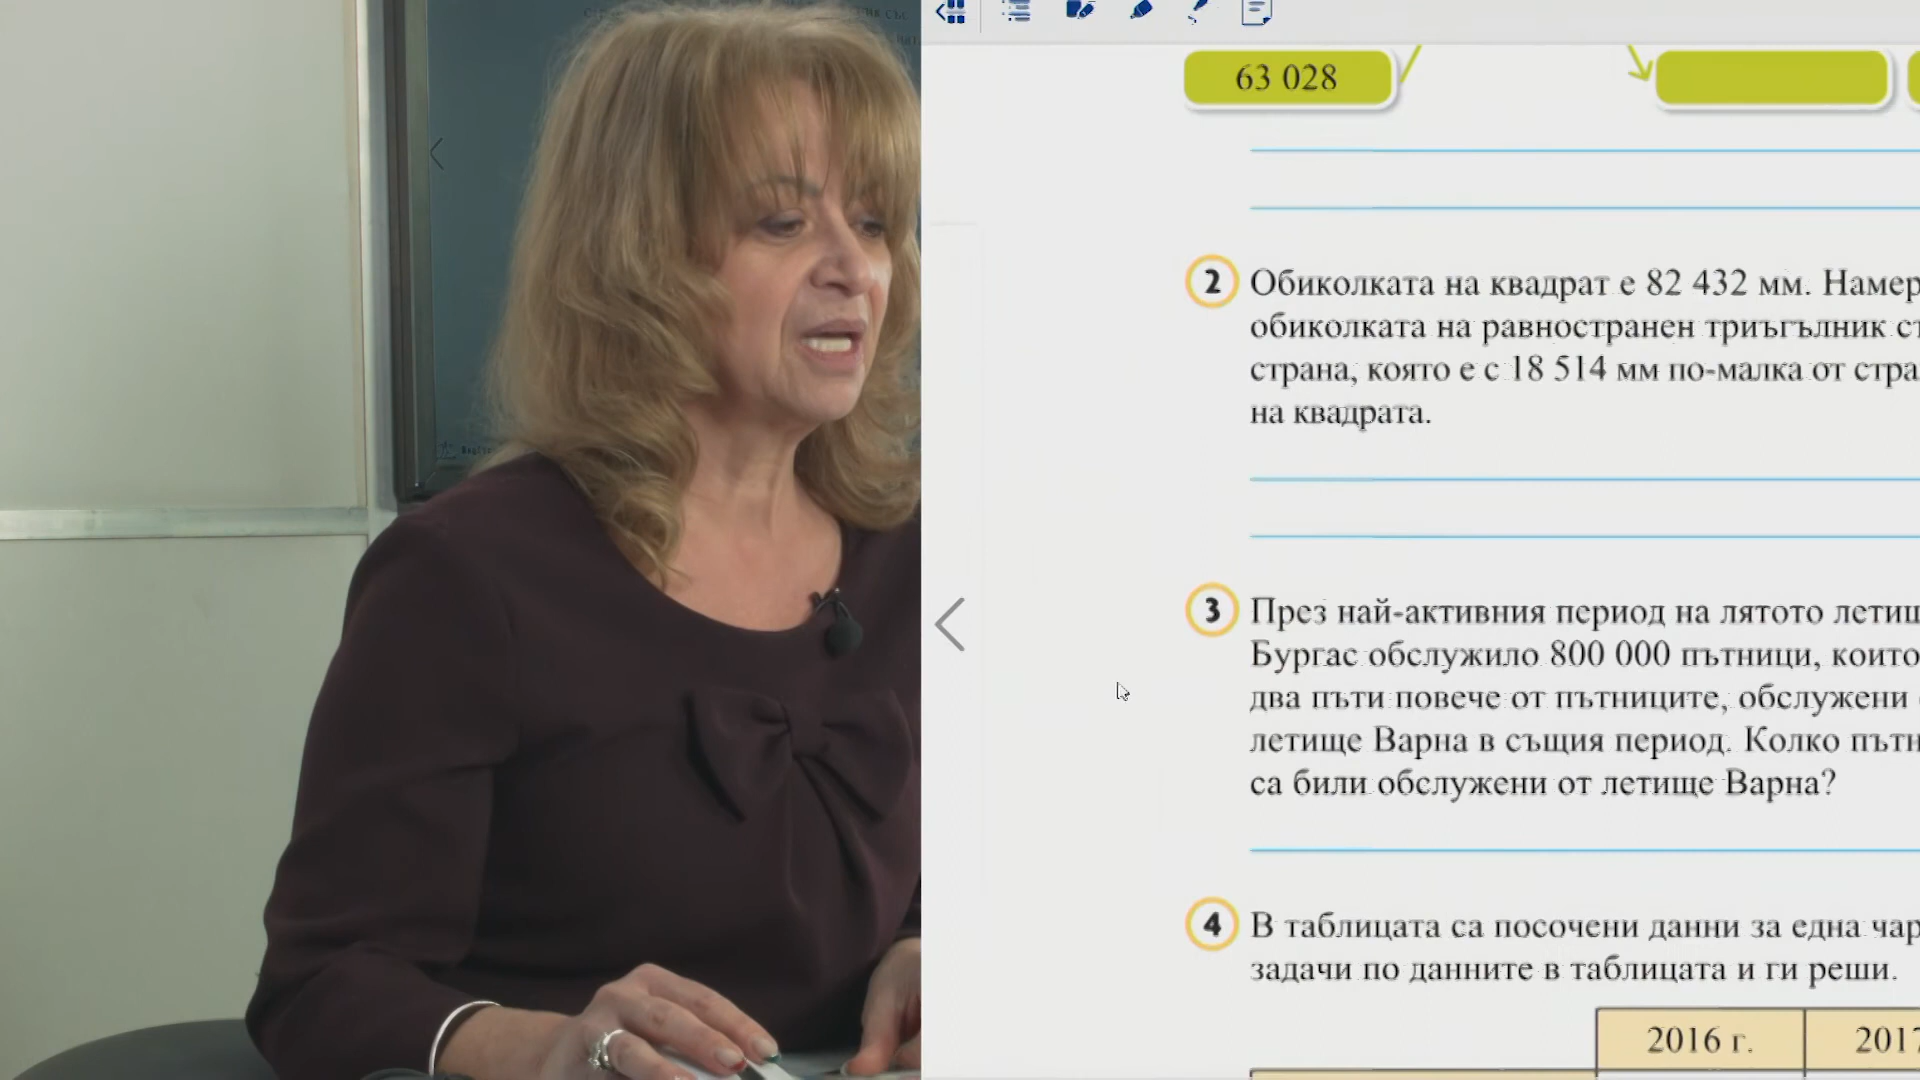 63 028
2 Обиколката на квадрат е 82 432 мм. Намер
обиколката на равностранен триъгълник ст
страна, която е с 18 514 мм по-малка от стра
на квадрата.
3 През най-активния период на лятото летищ
Бургас обслужило 800 000 пътници, които
два пъти повече от пътниците, обслужени
летище Варна в същия период. Колко пътн
са били обслужени от летище Варна?
4 В таблицата са посочени данни за една чар
задачи по данните в таблицата и ги реши.
2016 г. 2017